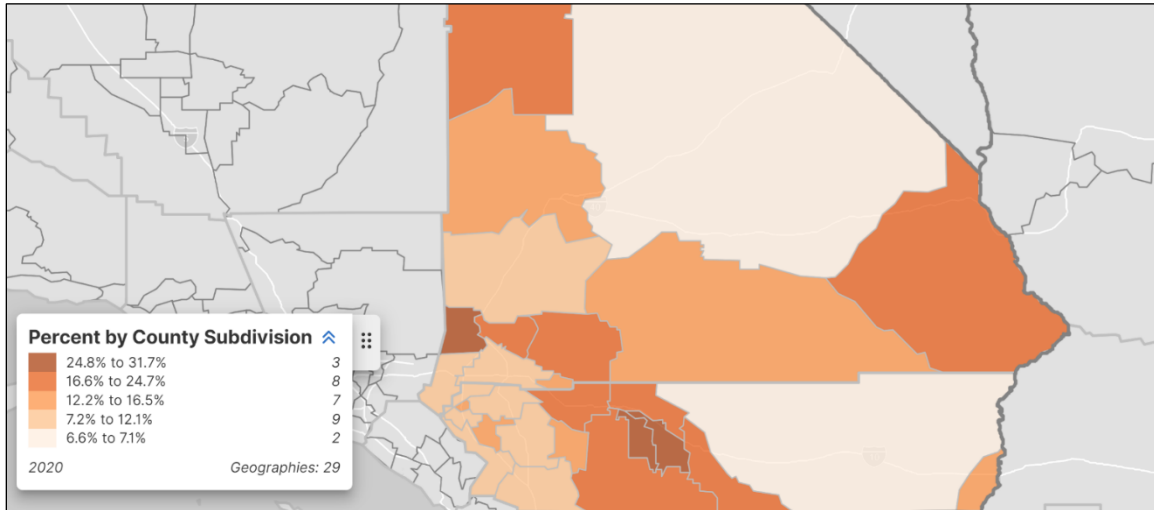 Percent by County Subdivision
24.8% to 31.7% 3
16.6% to 24.7% 8
12.2% to 16.5% 7
7.2% to 12.1% 9
6.6% to 7.1% 2
2020 Geographies: 29